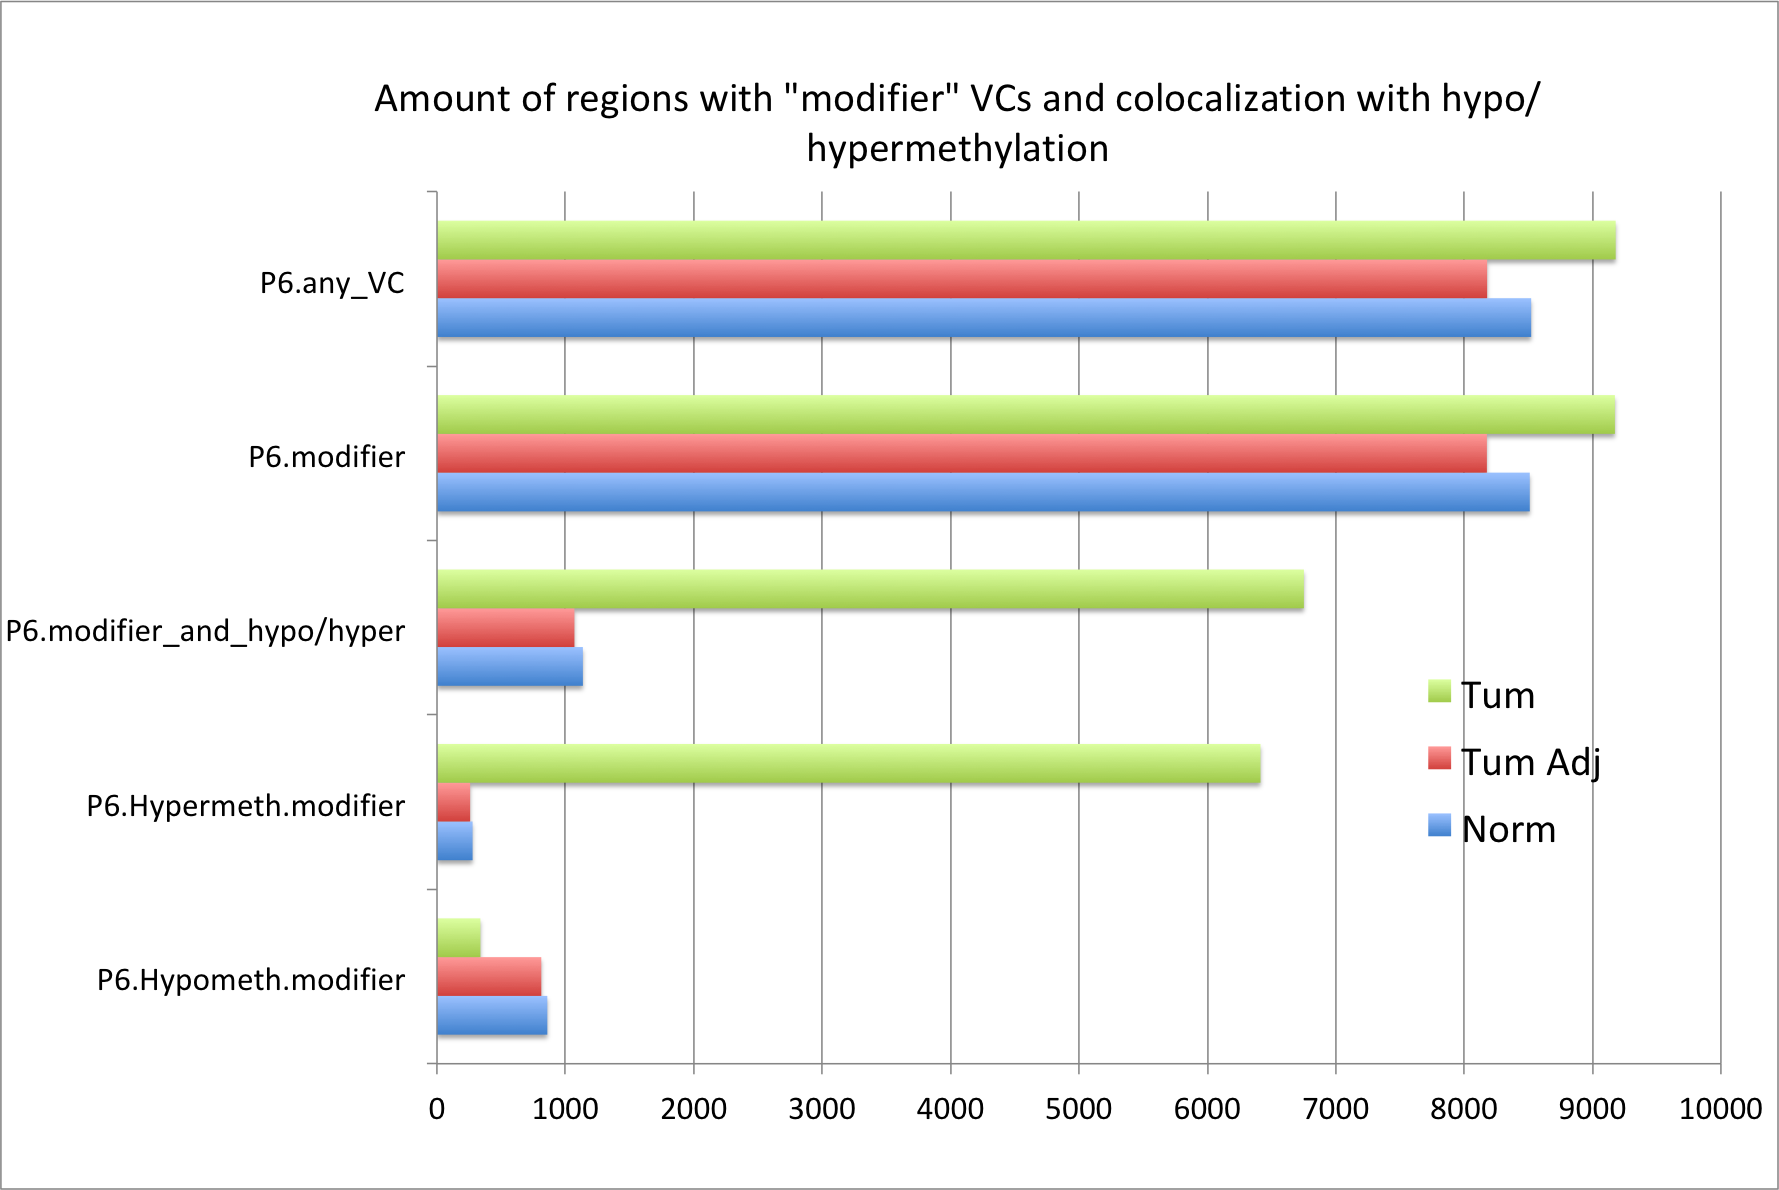 Amount of regions with "modifier" VCs and colocalization with hypo/
hypermethylation
P6.any_VC
P6.modifier
P6.modifier_and_hypo/hyper
P6.Hypermeth.modifier
P6.Hypometh.modifier
Tum
Tum Adj
Norm
0 1000 2000 3000 4000 5000 6000 7000 8000 9000 10000